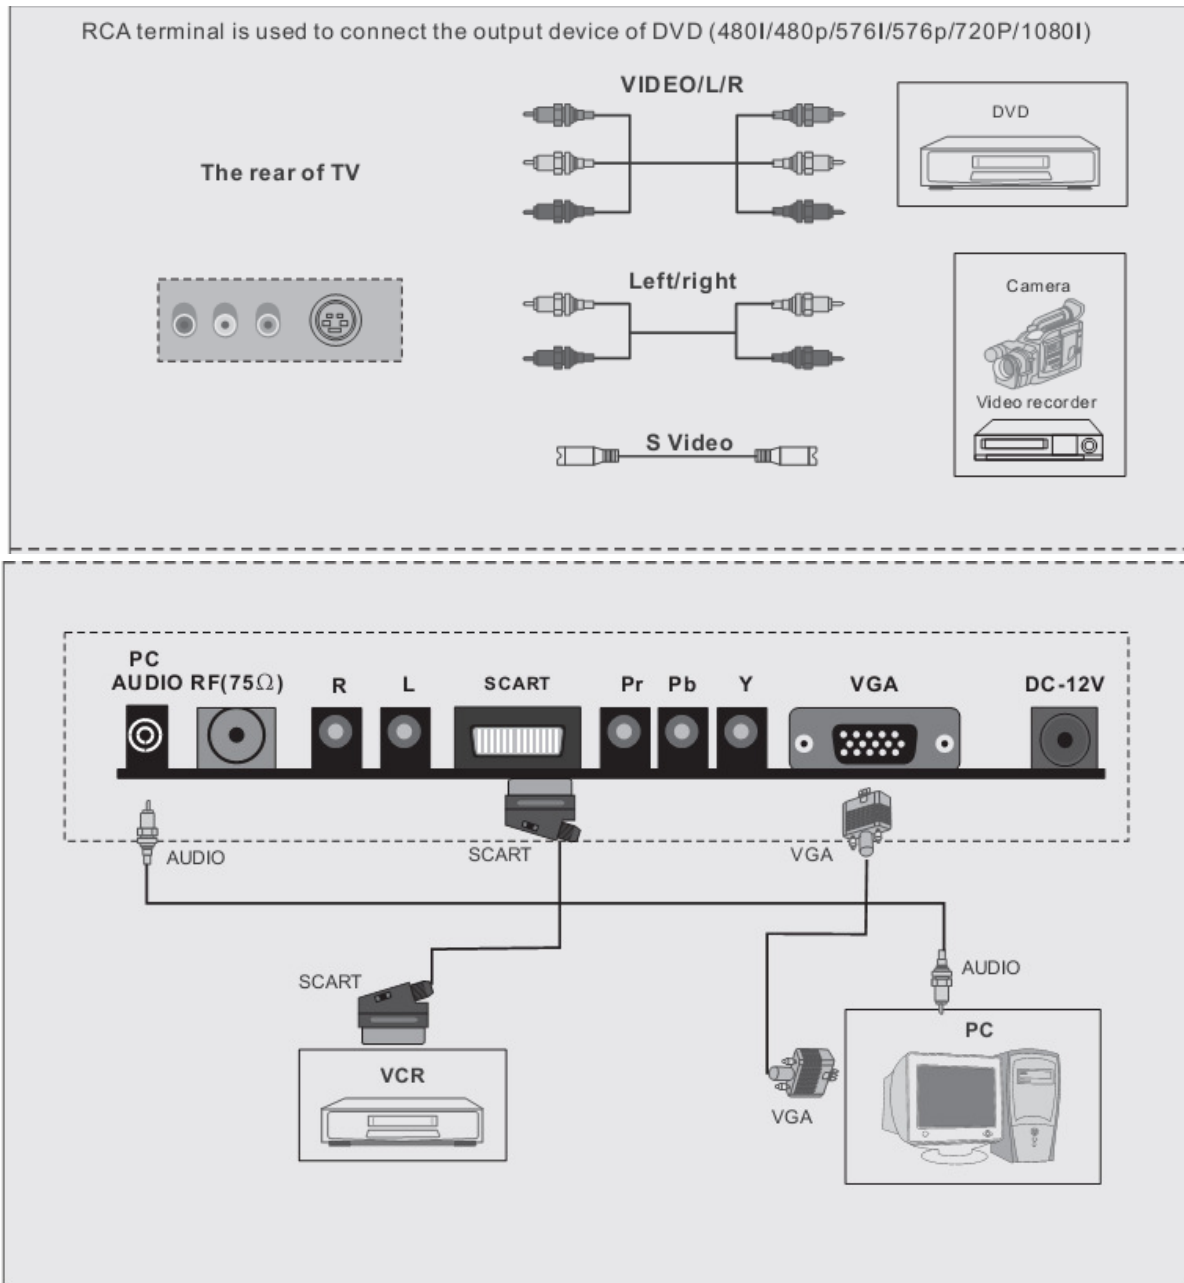 RCA terminal is used to connect the output device of DVD (480I/480p/576I/576p/720P/1080I)
VIDEO/L/R
DVD
The rear of TV
Left/right
Camera
Video recorder
S Video
PC
AUDIO RF(75Ω) R L SCART Pr Pb Y VGA DC-12V
AUDIO SCART VGA
SCART AUDIO
PC
VCR
VGA